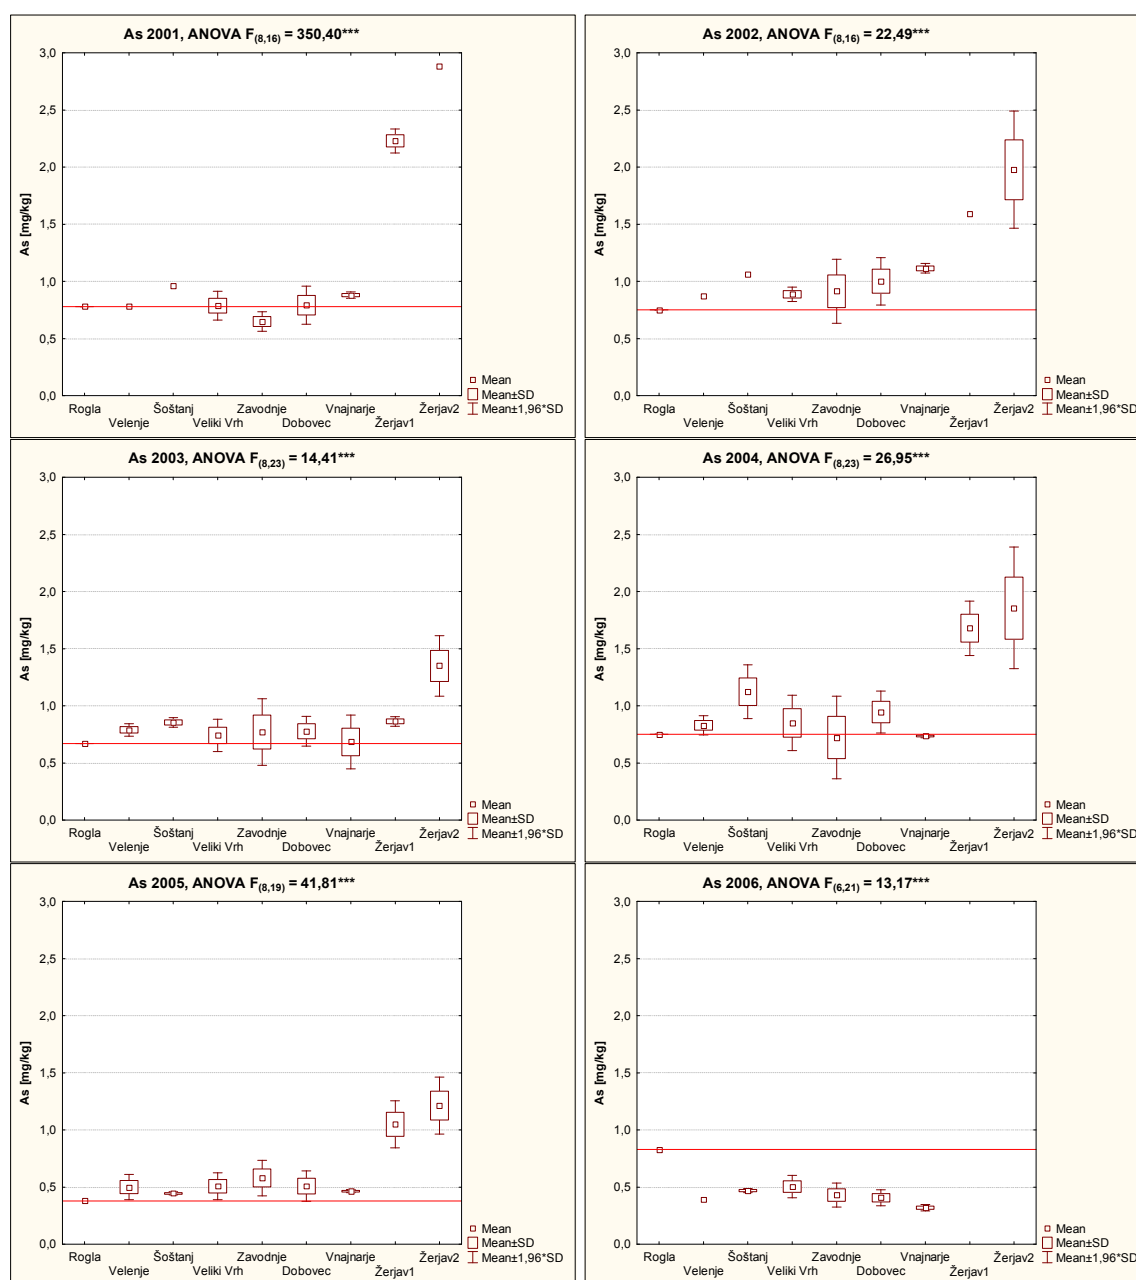 As 2001, ANOVA F(8,16) = 350,40***
3,0
2,5
2,0
1,5
1,0
0,5
0,0
As [mg/kg]
Rogla Šoštanj Zavodnje Vnajnarje Žerjav2
Velenje Veliki Vrh Dobovec Žerjav1
Mean
Mean±SD
Mean±1,96*SD
As 2002, ANOVA F(8,16) = 22,49***
3,0
2,5
2,0
1,5
1,0
0,5
0,0
As [mg/kg]
Rogla Šoštanj Zavodnje Vnajnarje Žerjav2
Velenje Veliki Vrh Dobovec Žerjav1
Mean
Mean±SD
Mean±1,96*SD
As 2003, ANOVA F(8,23) = 14,41***
3,0
2,5
2,0
1,5
1,0
0,5
0,0
As [mg/kg]
Rogla Šoštanj Zavodnje Vnajnarje Žerjav2
Velenje Veliki Vrh Dobovec Žerjav1
Mean
Mean±SD
Mean±1,96*SD
As 2004, ANOVA F(8,23) = 26,95***
3,0
2,5
2,0
1,5
1,0
0,5
0,0
As [mg/kg]
Rogla Šoštanj Zavodnje Vnajnarje Žerjav2
Velenje Veliki Vrh Dobovec Žerjav1
Mean
Mean±SD
Mean±1,96*SD
As 2005, ANOVA F(8,19) = 41,81***
3,0
2,5
2,0
1,5
1,0
0,5
0,0
As [mg/kg]
Rogla Šoštanj Zavodnje Vnajnarje Žerjav2
Velenje Veliki Vrh Dobovec Žerjav1
Mean
Mean±SD
Mean±1,96*SD
As 2006, ANOVA F(6,21) = 13,17***
3,0
2,5
2,0
1,5
1,0
0,5
0,0
As [mg/kg]
Rogla Šoštanj Zavodnje Vnajnarje Žerjav2
Velenje Veliki Vrh Dobovec Žerjav1
Mean
Mean±SD
Mean±1,96*SD